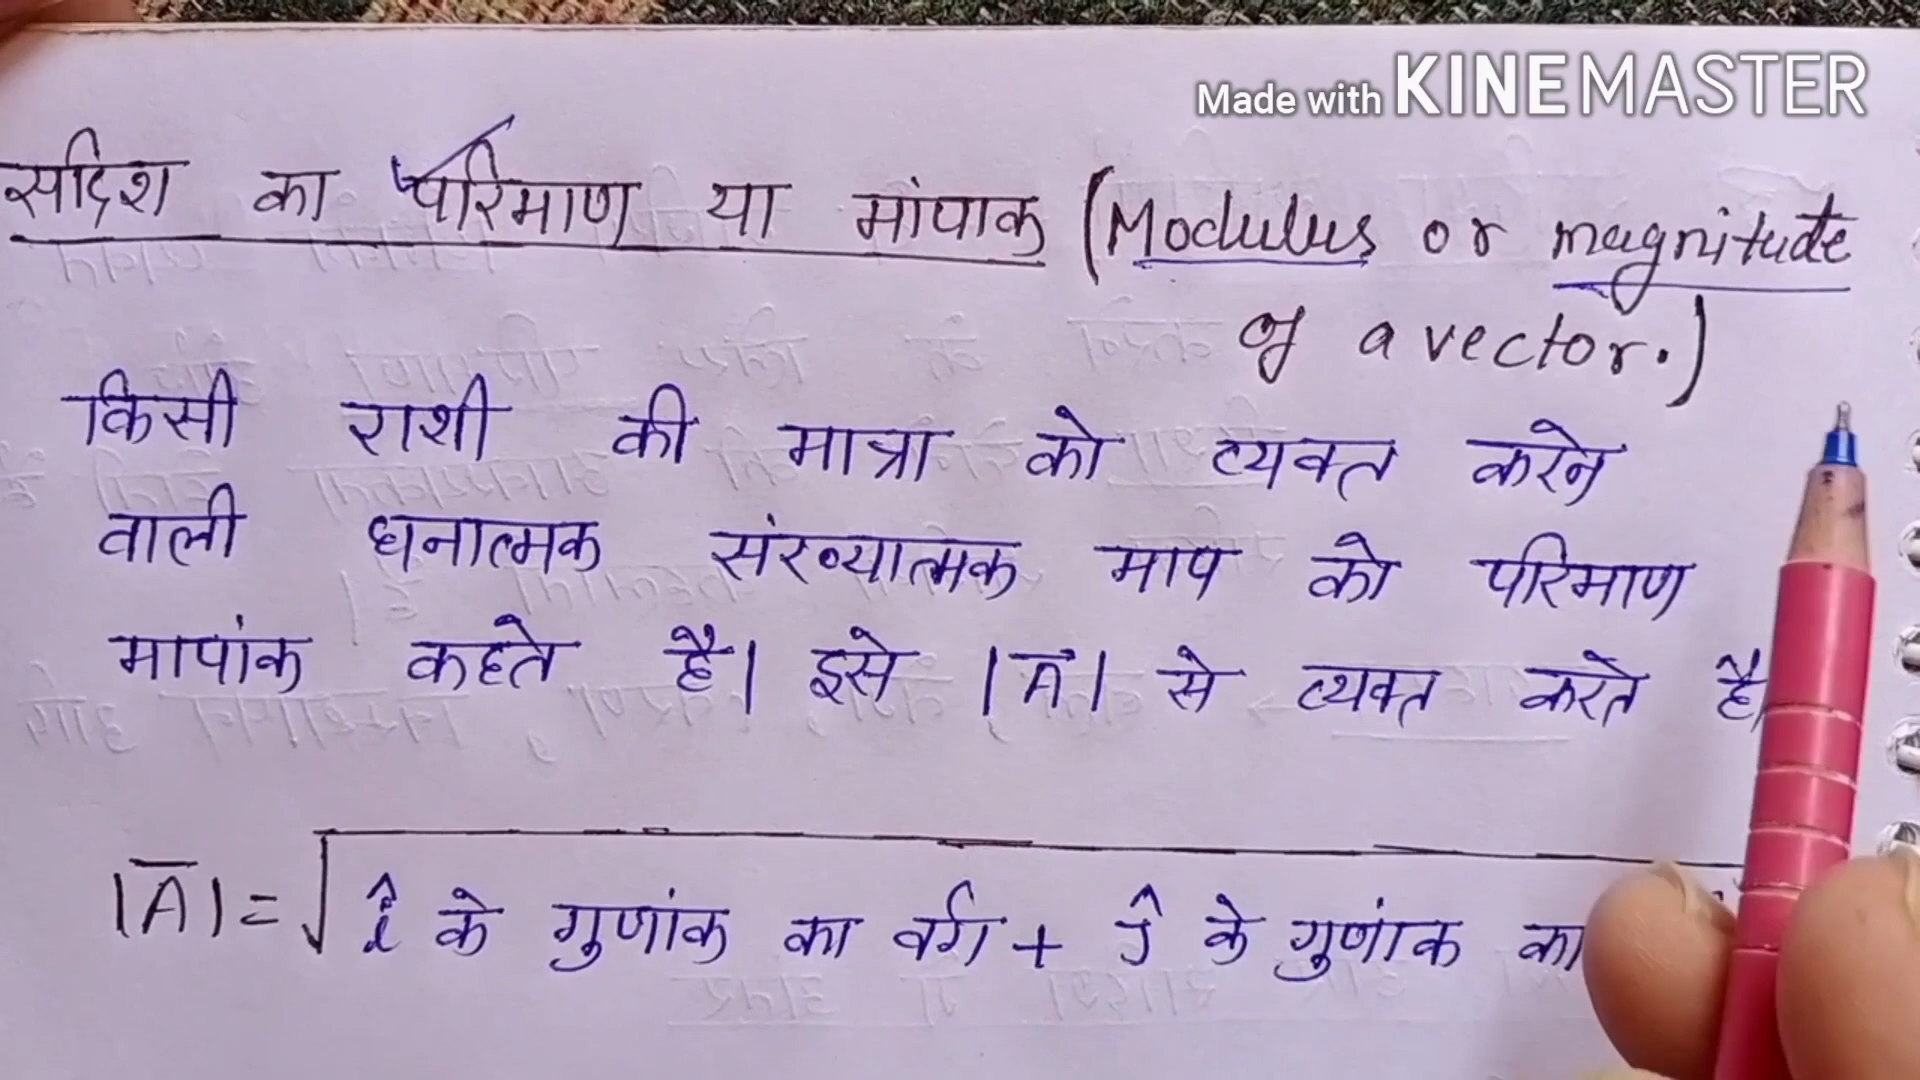 Made with KINEMASTER
सदिश का परिमाण या मांपाक (Modulus or magnitude
of a vector.)
किसी राशी की मात्रा को व्यक्त करने
वाली धनात्मक संख्यात्मक माप को परिमाण
मापांक कहते है। इसे |A⃗| से व्यक्त करते है
|A̅| = √ î के गुणांक का वर्ग + ĵ के गुणांक का